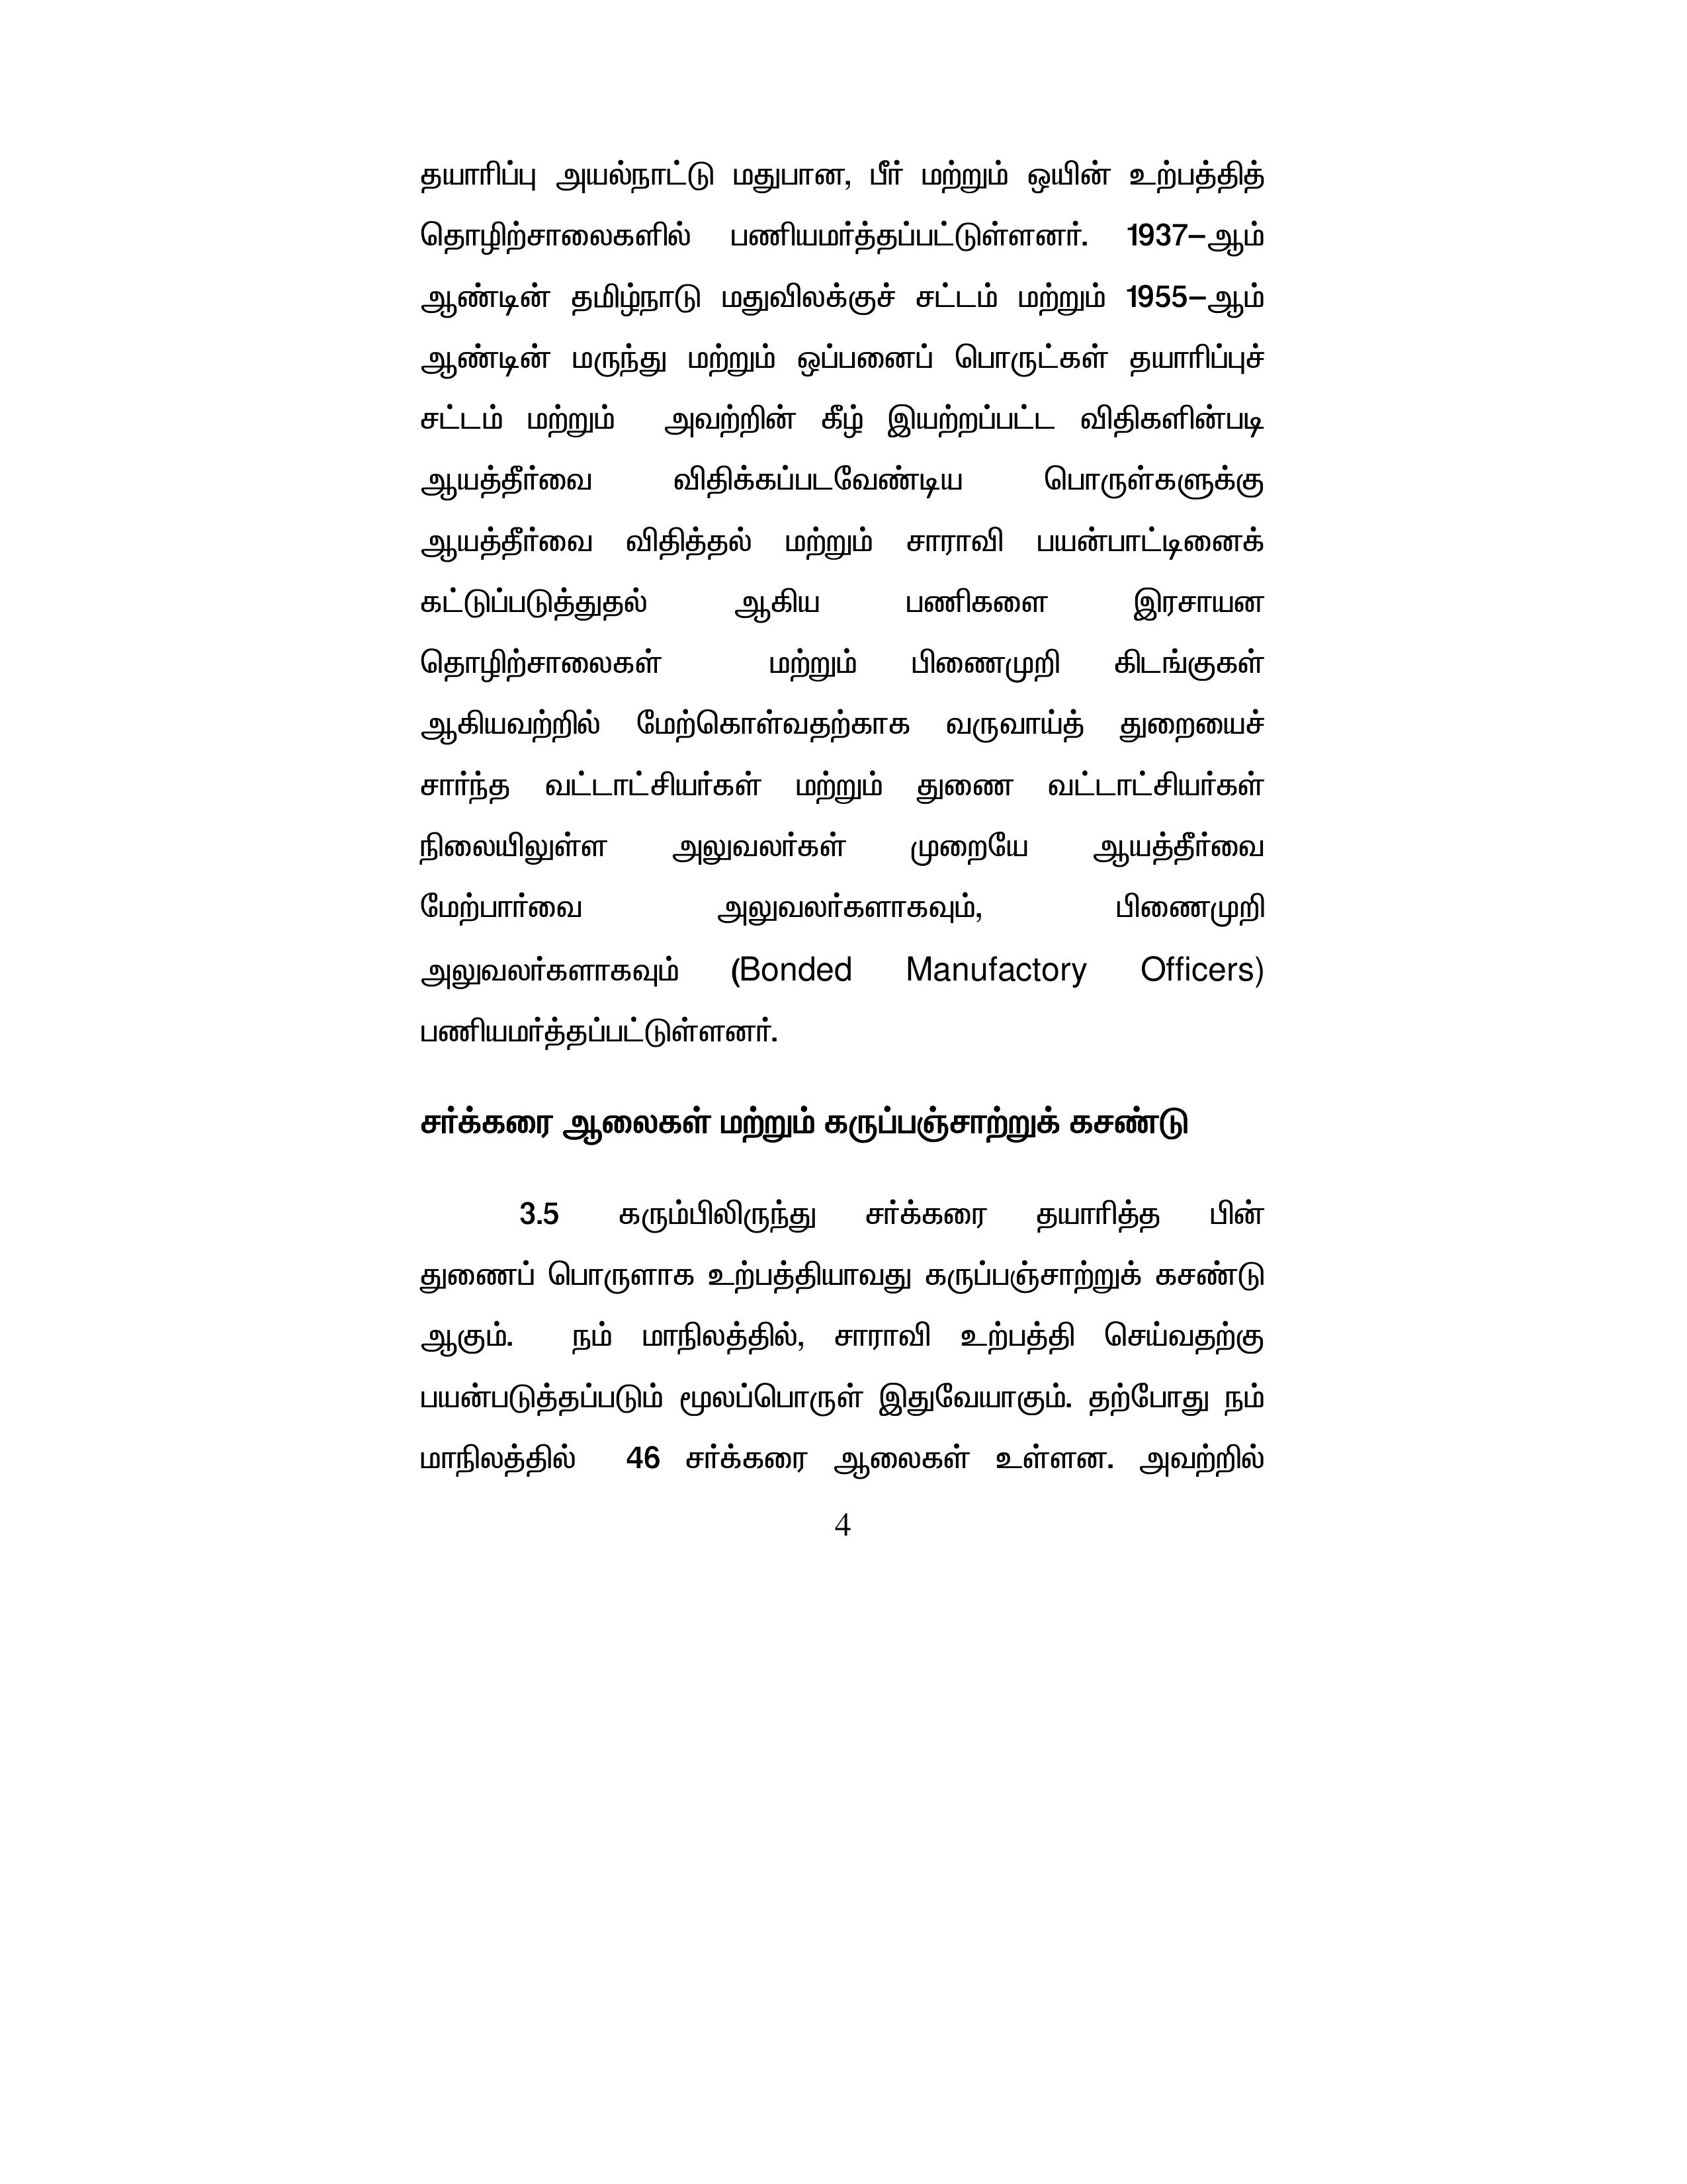 தயாரிப்பு அயல்நாட்டு மதுபான, பீர் மற்றும் ஒயின் உற்பத்தித்
தொழிற்சாலைகளில் பணியமர்த்தப்பட்டுள்ளனர். 1937–ஆம்
ஆண்டின் தமிழ்நாடு மதுவிலக்குச் சட்டம் மற்றும் 1955–ஆம்
ஆண்டின் மருந்து மற்றும் ஒப்பனைப் பொருட்கள் தயாரிப்புச்
சட்டம் மற்றும் அவற்றின் கீழ் இயற்றப்பட்ட விதிகளின்படி
ஆயத்தீர்வை விதிக்கப்படவேண்டிய பொருள்களுக்கு
ஆயத்தீர்வை விதித்தல் மற்றும் சாராவி பயன்பாட்டினைக்
கட்டுப்படுத்துதல் ஆகிய பணிகளை இரசாயன
தொழிற்சாலைகள் மற்றும் பிணைமுறி கிடங்குகள்
ஆகியவற்றில் மேற்கொள்வதற்காக வருவாய்த் துறையைச்
சார்ந்த வட்டாட்சியர்கள் மற்றும் துணை வட்டாட்சியர்கள்
நிலையிலுள்ள அலுவலர்கள் முறையே ஆயத்தீர்வை
மேற்பார்வை அலுவலர்களாகவும், பிணைமுறி
அலுவலர்களாகவும் (Bonded Manufactory Officers)
பணியமர்த்தப்பட்டுள்ளனர்.
சர்க்கரை ஆலைகள் மற்றும் கருப்பஞ்சாற்றுக் கசண்டு
3.5 கரும்பிலிருந்து சர்க்கரை தயாரித்த பின்
துணைப் பொருளாக உற்பத்தியாவது கருப்பஞ்சாற்றுக் கசண்டு
ஆகும். நம் மாநிலத்தில், சாராவி உற்பத்தி செய்வதற்கு
பயன்படுத்தப்படும் மூலப்பொருள் இதுவேயாகும். தற்போது நம்
மாநிலத்தில் 46 சர்க்கரை ஆலைகள் உள்ளன. அவற்றில்
4